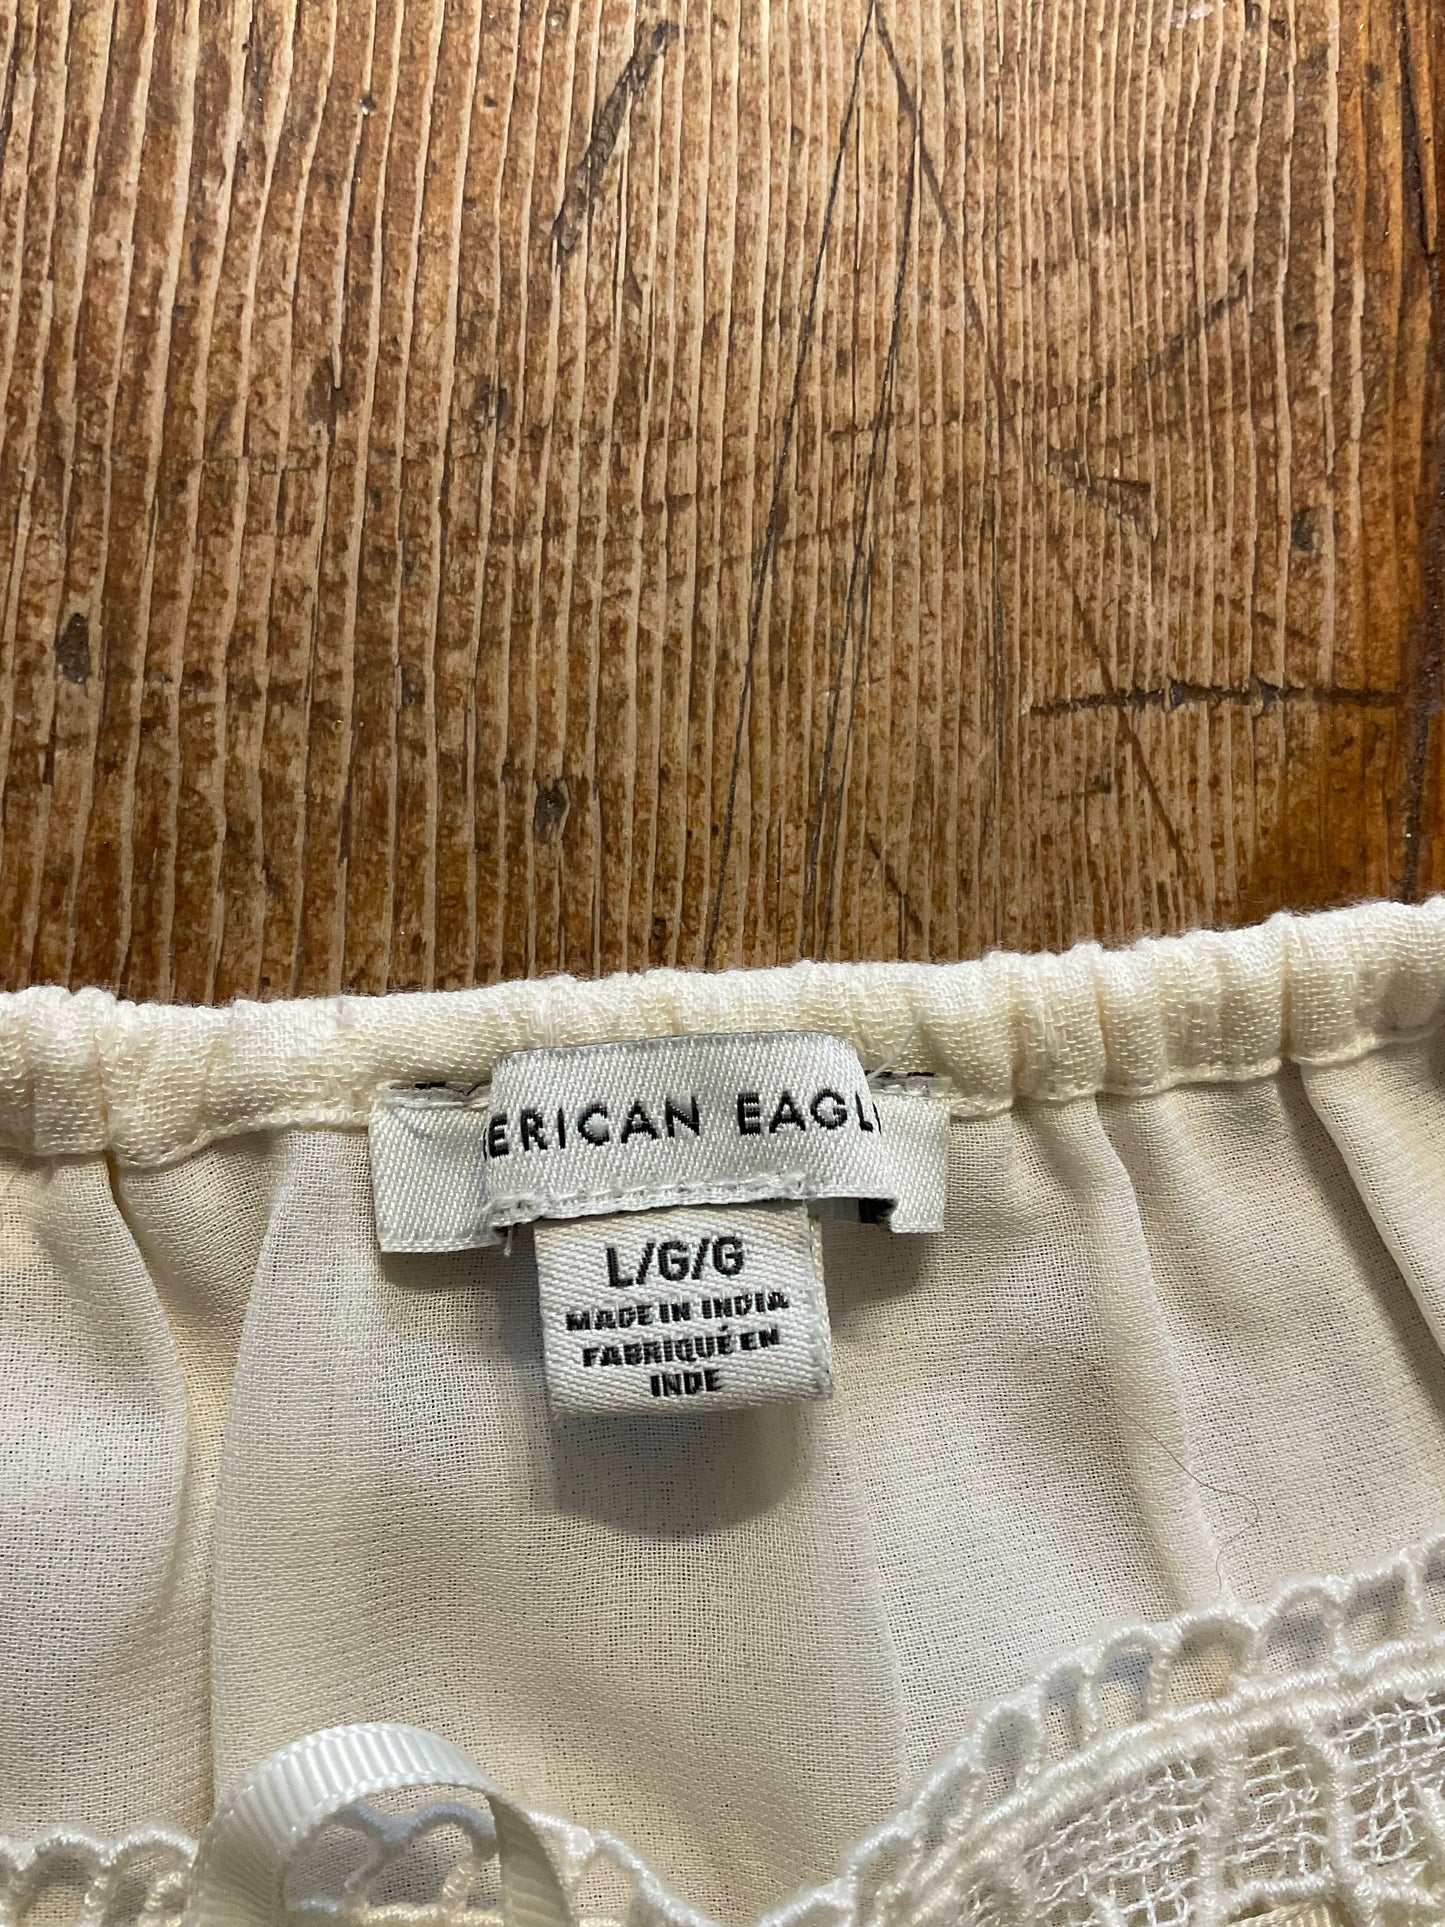 ERICAN EAGL
L/G/G
MADE IN INDIA
FABRIQUÉ EN
INDE